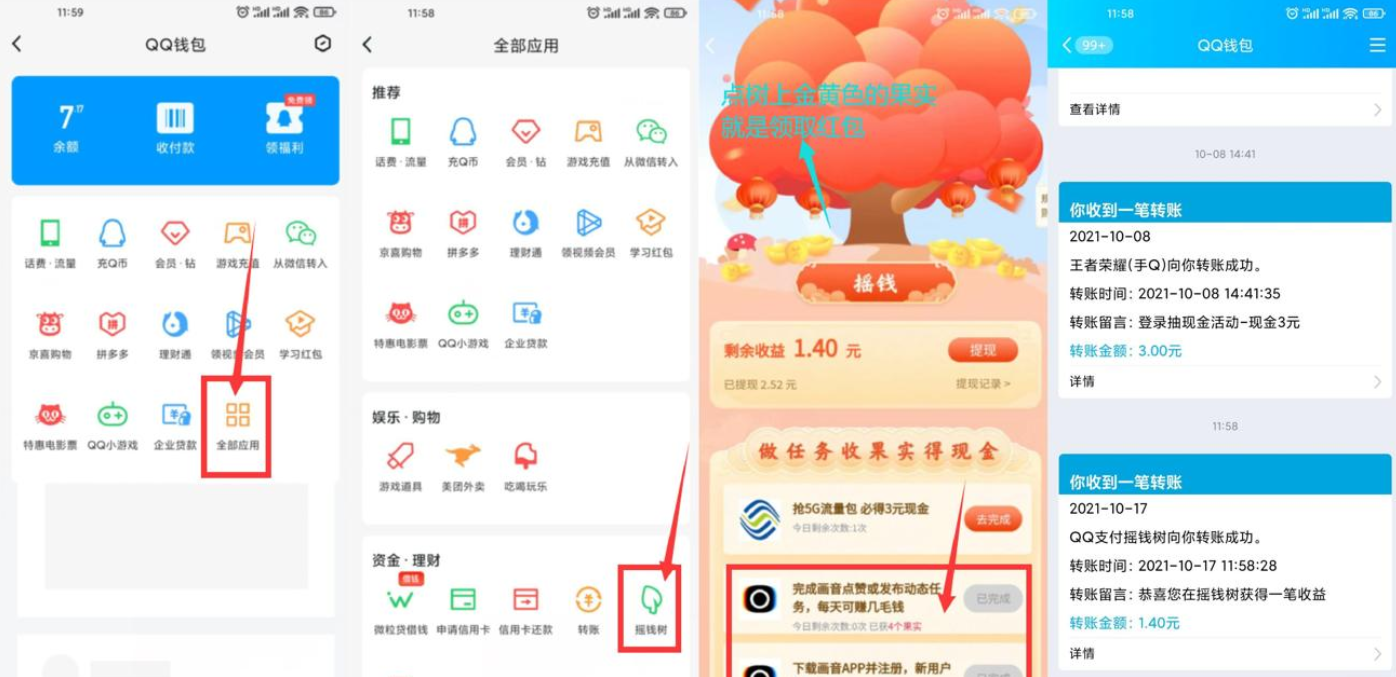 11:59
QQ钱包
7.17
免费领
余额
收付款
领福利
话费·流量
充Q币
会员·钻
游戏充值
从微信转入
京喜购物
拼多多
理财通
领视频会员
学习红包
特惠电影票
QQ小游戏
企业贷款
全部应用
11:58
全部应用
推荐
话费·流量
充Q币
会员·钻
游戏充值
从微信转入
京喜购物
拼多多
理财通
领视频会员
学习红包
特惠电影票
QQ小游戏
企业贷款
娱乐·购物
游戏道具
美团外卖
吃喝玩乐
资金·理财
借钱
微粒贷借钱
申请信用卡
信用卡还款
转账
摇钱树
11:58
点树上金黄色的果实
就是领取红包
摇钱
剩余收益 1.40 元
提现
已提现 2.52 元
提现记录 >
做任务收果实得现金
抢5G流量包 必得3元现金
今日剩余次数:1次
去完成
完成画音点赞或发布动态任
务，每天可赚几毛钱
已完成
今日剩余次数:0次 已获4个果实
下载画音APP并注册，新用户
11:58
99+
QQ钱包
查看详情
10-08 14:41
你收到一笔转账
2021-10-08
王者荣耀(手Q)向你转账成功。
转账时间: 2021-10-08 14:41:35
转账留言: 登录抽现金活动-现金3元
转账金额: 3.00元
详情
11:58
你收到一笔转账
2021-10-17
QQ支付摇钱树向你转账成功。
转账时间: 2021-10-17 11:58:28
转账留言: 恭喜您在摇钱树获得一笔收益
转账金额: 1.40元
详情